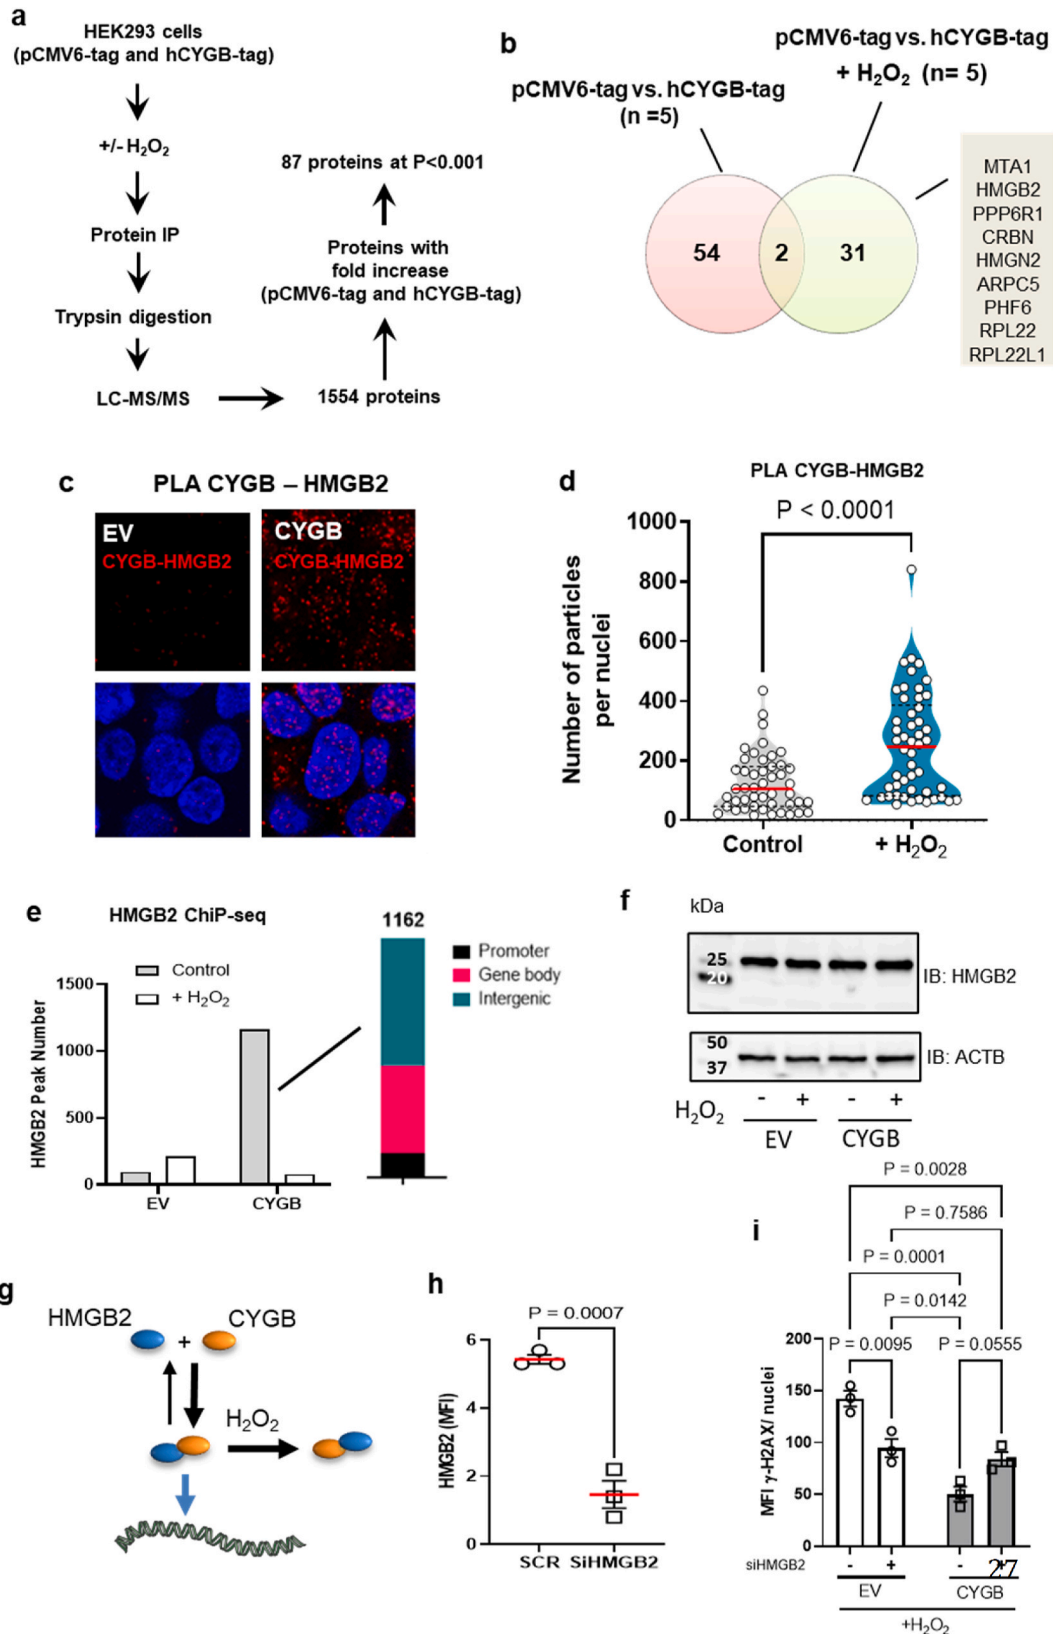 a
HEK293 cells
(pCMV6-tag and hCYGB-tag)
+/- H₂O₂
Protein IP
Trypsin digestion
LC-MS/MS
1554 proteins
Proteins with
fold increase
(pCMV6-tag and hCYGB-tag)
87 proteins at P<0.001
b
pCMV6-tag vs. hCYGB-tag
(n =5)
pCMV6-tag vs. hCYGB-tag
+ H₂O₂ (n= 5)
54
2
31
MTA1
HMGB2
PPP6R1
CRBN
HMGN2
ARPC5
PHF6
RPL22
RPL22L1
c
PLA CYGB – HMGB2
EV
CYGB-HMGB2
CYGB
CYGB-HMGB2
d
PLA CYGB-HMGB2
P < 0.0001
Number of particles
per nuclei
1000
800
600
400
200
0
Control
+ H₂O₂
e
HMGB2 ChiP-seq
Control
+ H₂O₂
HMGB2 Peak Number
1500
1000
500
0
EV
CYGB
1162
Promoter
Gene body
Intergenic
f
kDa
25
20
IB: HMGB2
50
37
IB: ACTB
H₂O₂
- + - +
EV
CYGB
g
HMGB2
+
CYGB
H₂O₂
h
P = 0.0007
HMGB2 (MFI)
6
4
2
0
SCR
SiHMGB2
i
P = 0.0028
P = 0.7586
P = 0.0001
P = 0.0142
P = 0.0095
P = 0.0555
MFI γ-H2AX/ nuclei
200
150
100
50
0
siHMGB2
- + - +
27
EV
CYGB
+H₂O₂